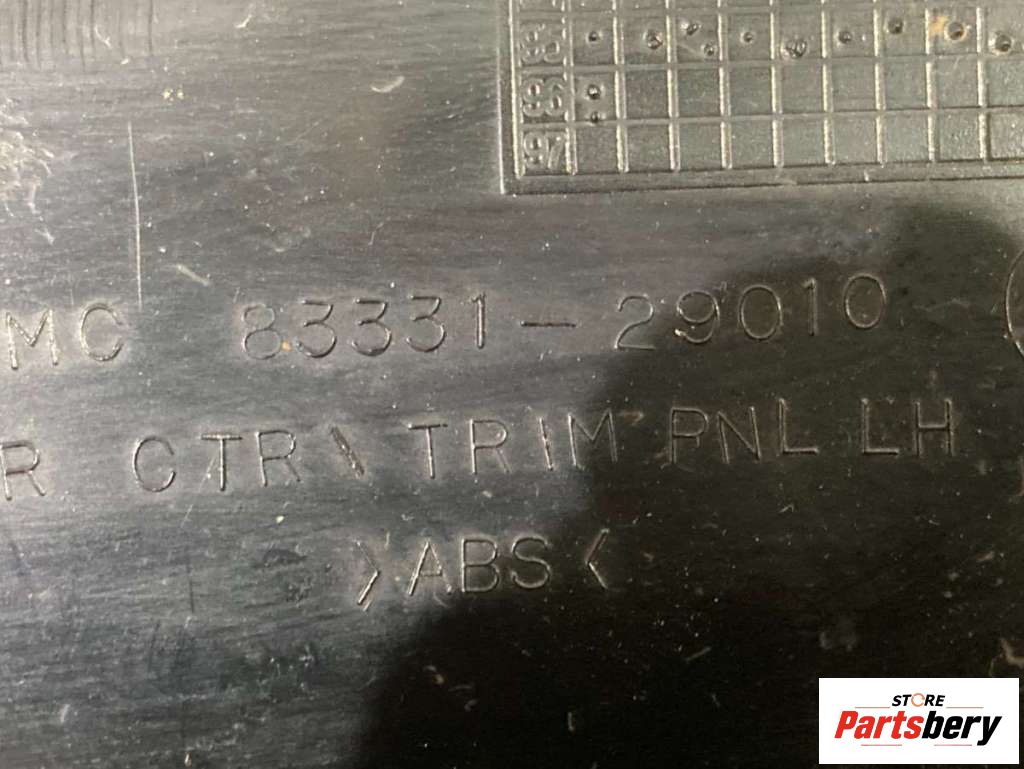 95
96
97
MC 83331-29010
R CTR\TRIM PNL LH
>ABS<
STORE
Partsbery